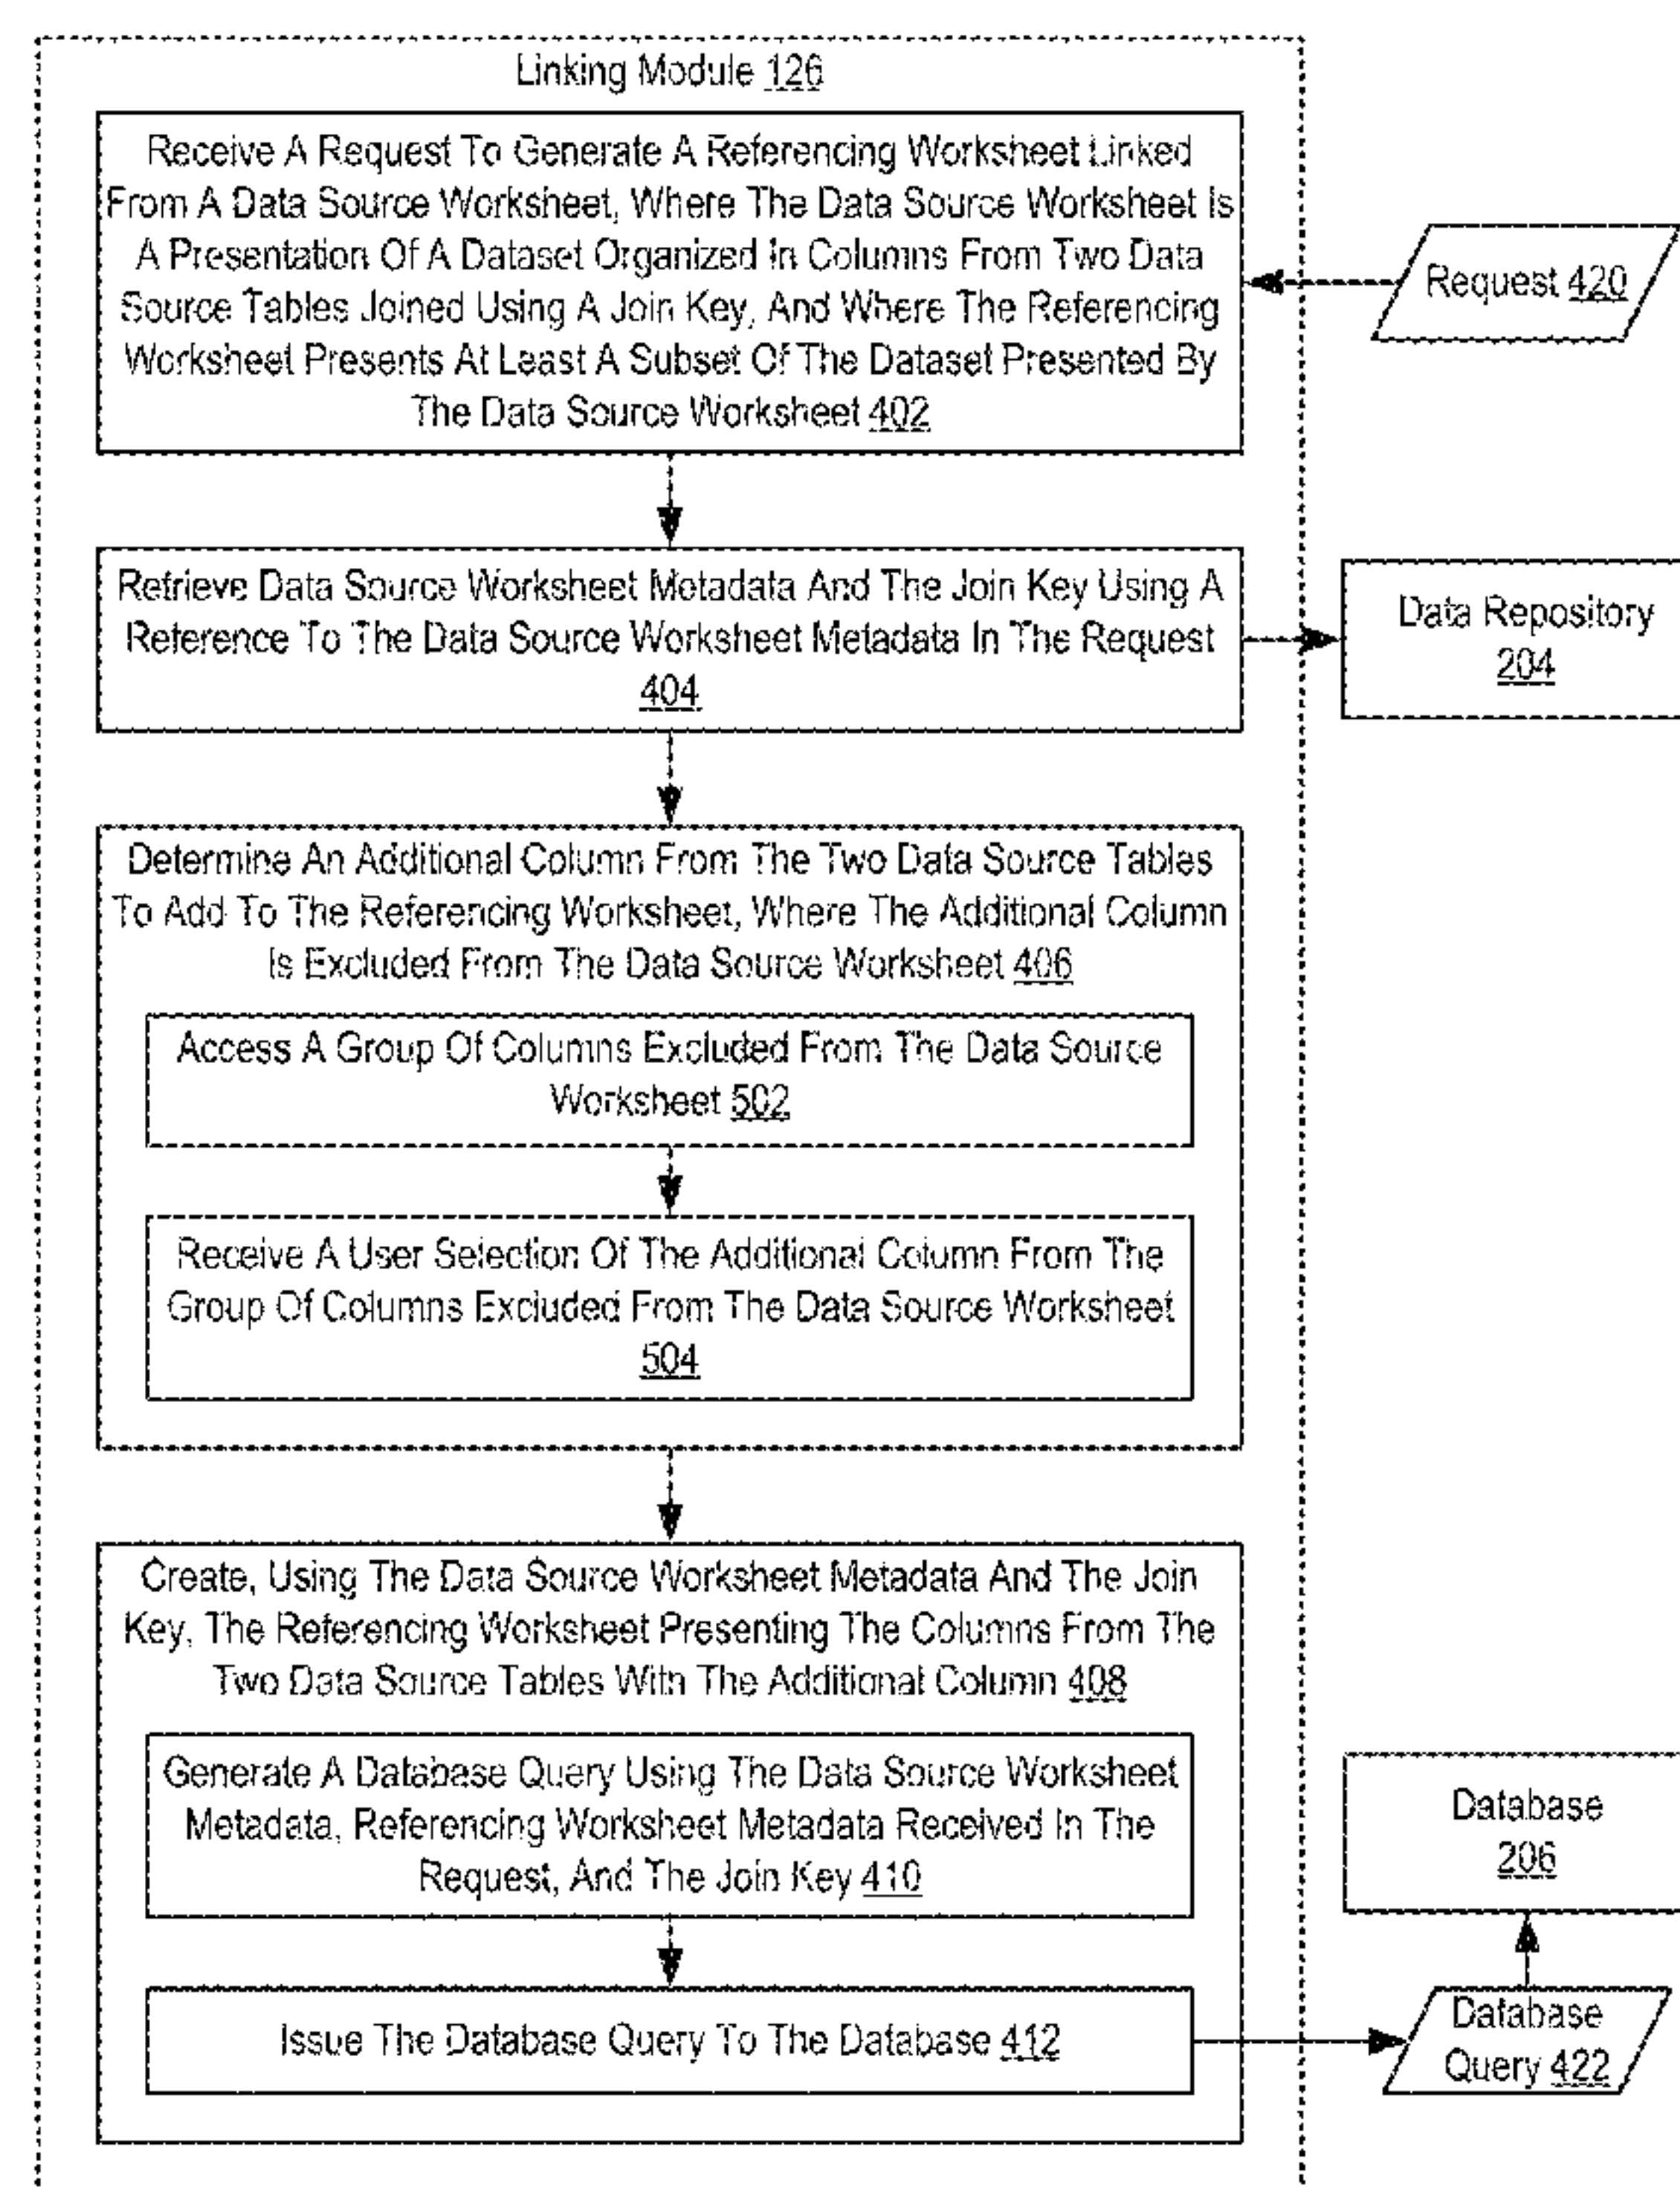 Linking Module 126
Receive A Request To Generate A Referencing Worksheet Linked
From A Data Source Worksheet, Where The Data Source Worksheet Is
A Presentation Of A Dataset Organized In Columns From Two Data
Source Tables Joined Using A Join Key, And Where The Referencing
Worksheet Presents At Least A Subset Of The Dataset Presented By
The Data Source Worksheet 402
Request 420
Retrieve Data Source Worksheet Metadata And The Join Key Using A
Reference To The Data Source Worksheet Metadata In The Request
404
Data Repository
204
Determine An Additional Column From The Two Data Source Tables
To Add To The Referencing Worksheet, Where The Additional Column
Is Excluded From The Data Source Worksheet 406
Access A Group Of Columns Excluded From The Data Source
Worksheet 502
Receive A User Selection Of The Additional Column From The
Group Of Columns Excluded From The Data Source Worksheet
504
Create, Using The Data Source Worksheet Metadata And The Join
Key, The Referencing Worksheet Presenting The Columns From The
Two Data Source Tables With The Additional Column 408
Generate A Database Query Using The Data Source Worksheet
Metadata, Referencing Worksheet Metadata Received In The
Request, And The Join Key 410
Database
206
Issue The Database Query To The Database 412
Database
Query 422